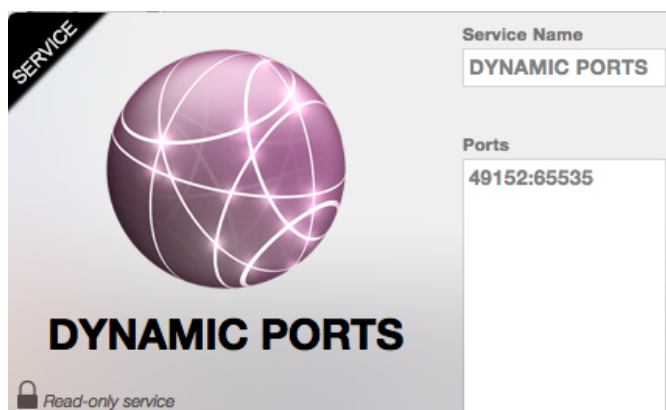 SERVICE
DYNAMIC PORTS
Read-only service
Service Name
DYNAMIC PORTS
Ports
49152:65535